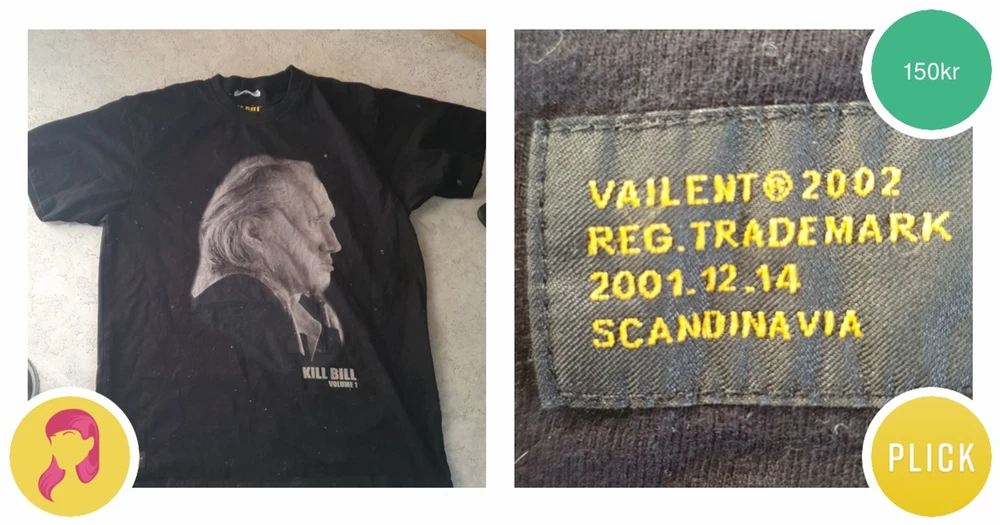 KILL BILL
VOLUME 1
150kr
VAILENT® 2002
REG. TRADEMARK
2001.12.14
SCANDINAVIA
PLICK